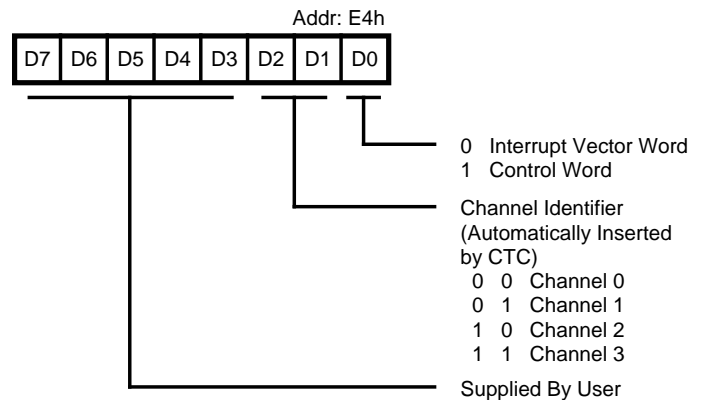 Addr: E4h
D7 D6 D5 D4 D3 D2 D1 D0
0 Interrupt Vector Word
1 Control Word
Channel Identifier
(Automatically Inserted
by CTC)
0 0 Channel 0
0 1 Channel 1
1 0 Channel 2
1 1 Channel 3
Supplied By User